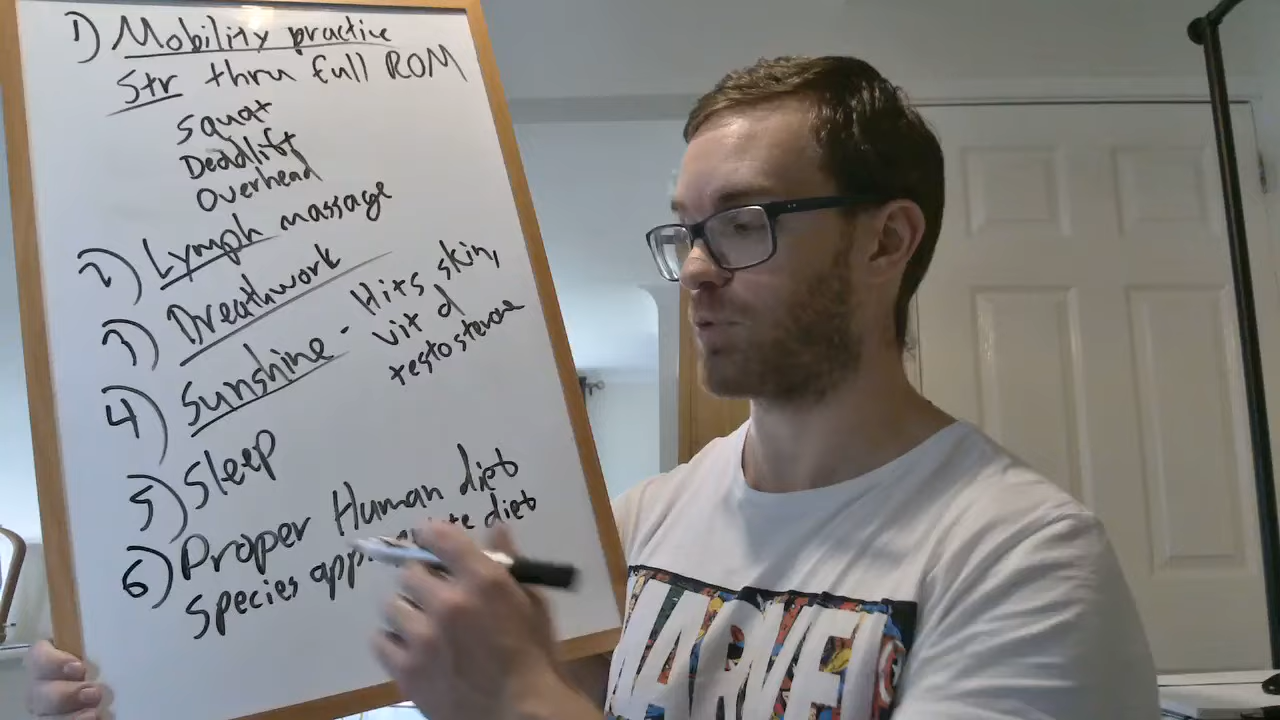 1) Mobility practice
Str thru full ROM
Squat
Deadlift
Overhead
2) Lymph massage
3) Breathwork
4) Sunshine - Hits skin,
vit d
testosterone
5) Sleep
6) Proper Human diet
Species diet
MARVEL